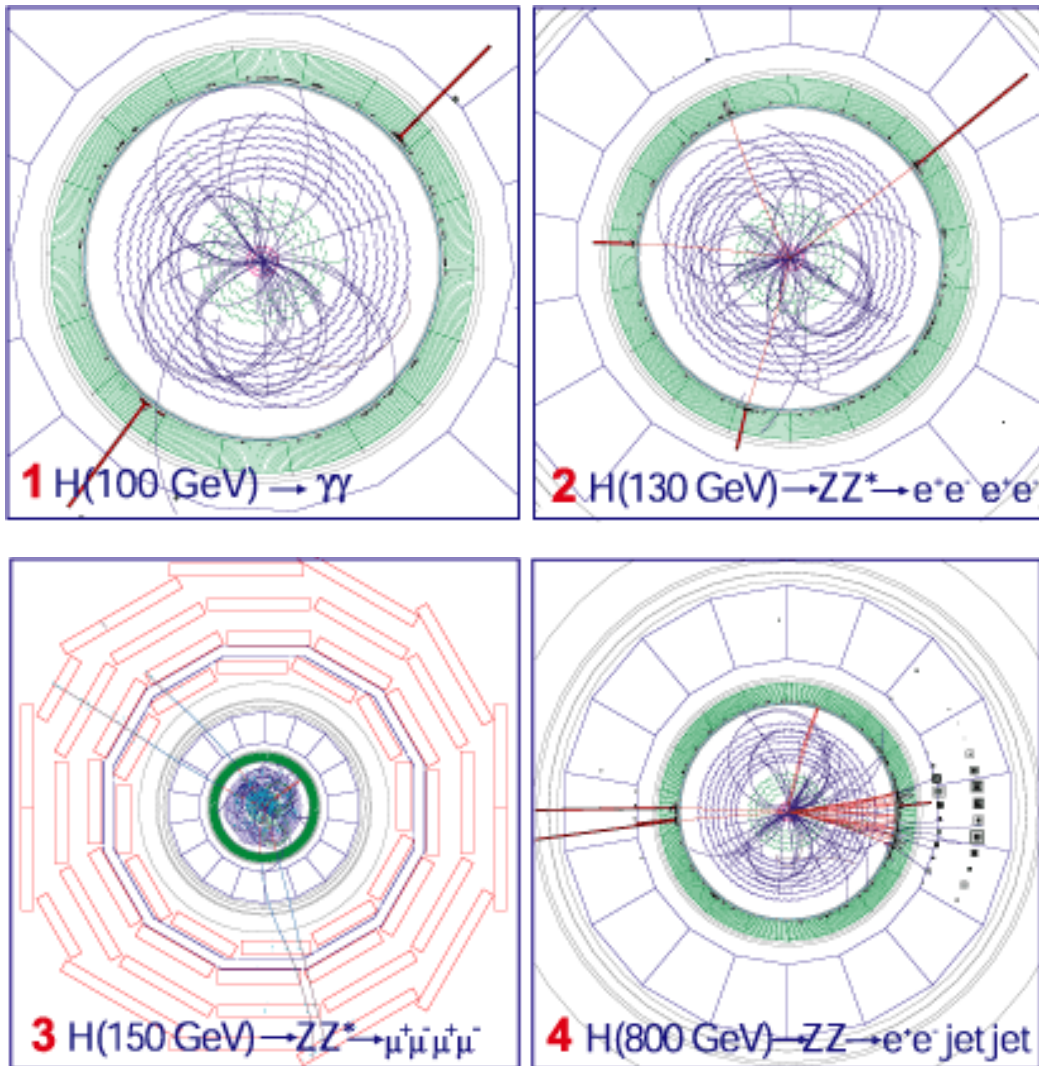 1 H(100 GeV) → γγ
2 H(130 GeV) → ZZ* → e⁺e⁻ e⁺e⁻
3 H(150 GeV) → ZZ* → μ⁺μ⁻μ⁺μ⁻
4 H(800 GeV) → ZZ → e⁺e⁻ jet jet